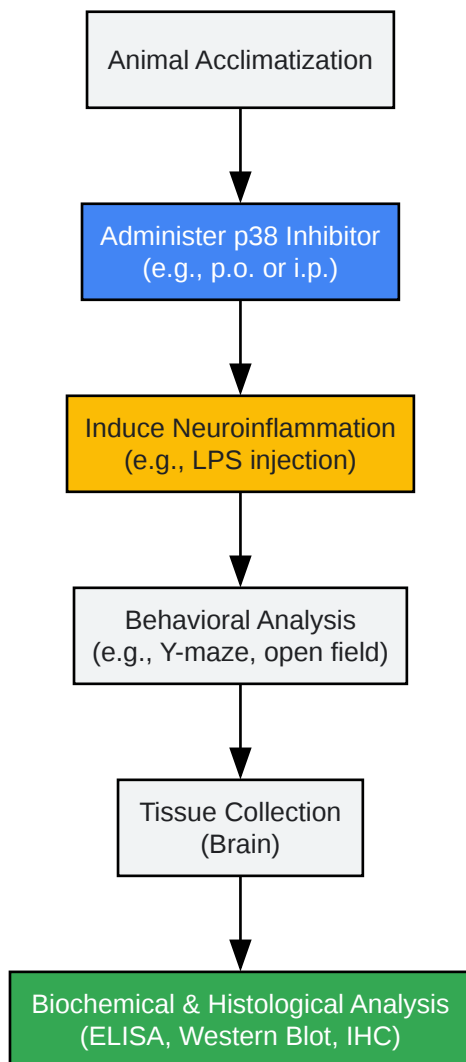 Animal Acclimatization
Administer p38 Inhibitor
(e.g., p.o. or i.p.)
Induce Neuroinflammation
(e.g., LPS injection)
Behavioral Analysis
(e.g., Y-maze, open field)
Tissue Collection
(Brain)
Biochemical & Histological Analysis
(ELISA, Western Blot, IHC)